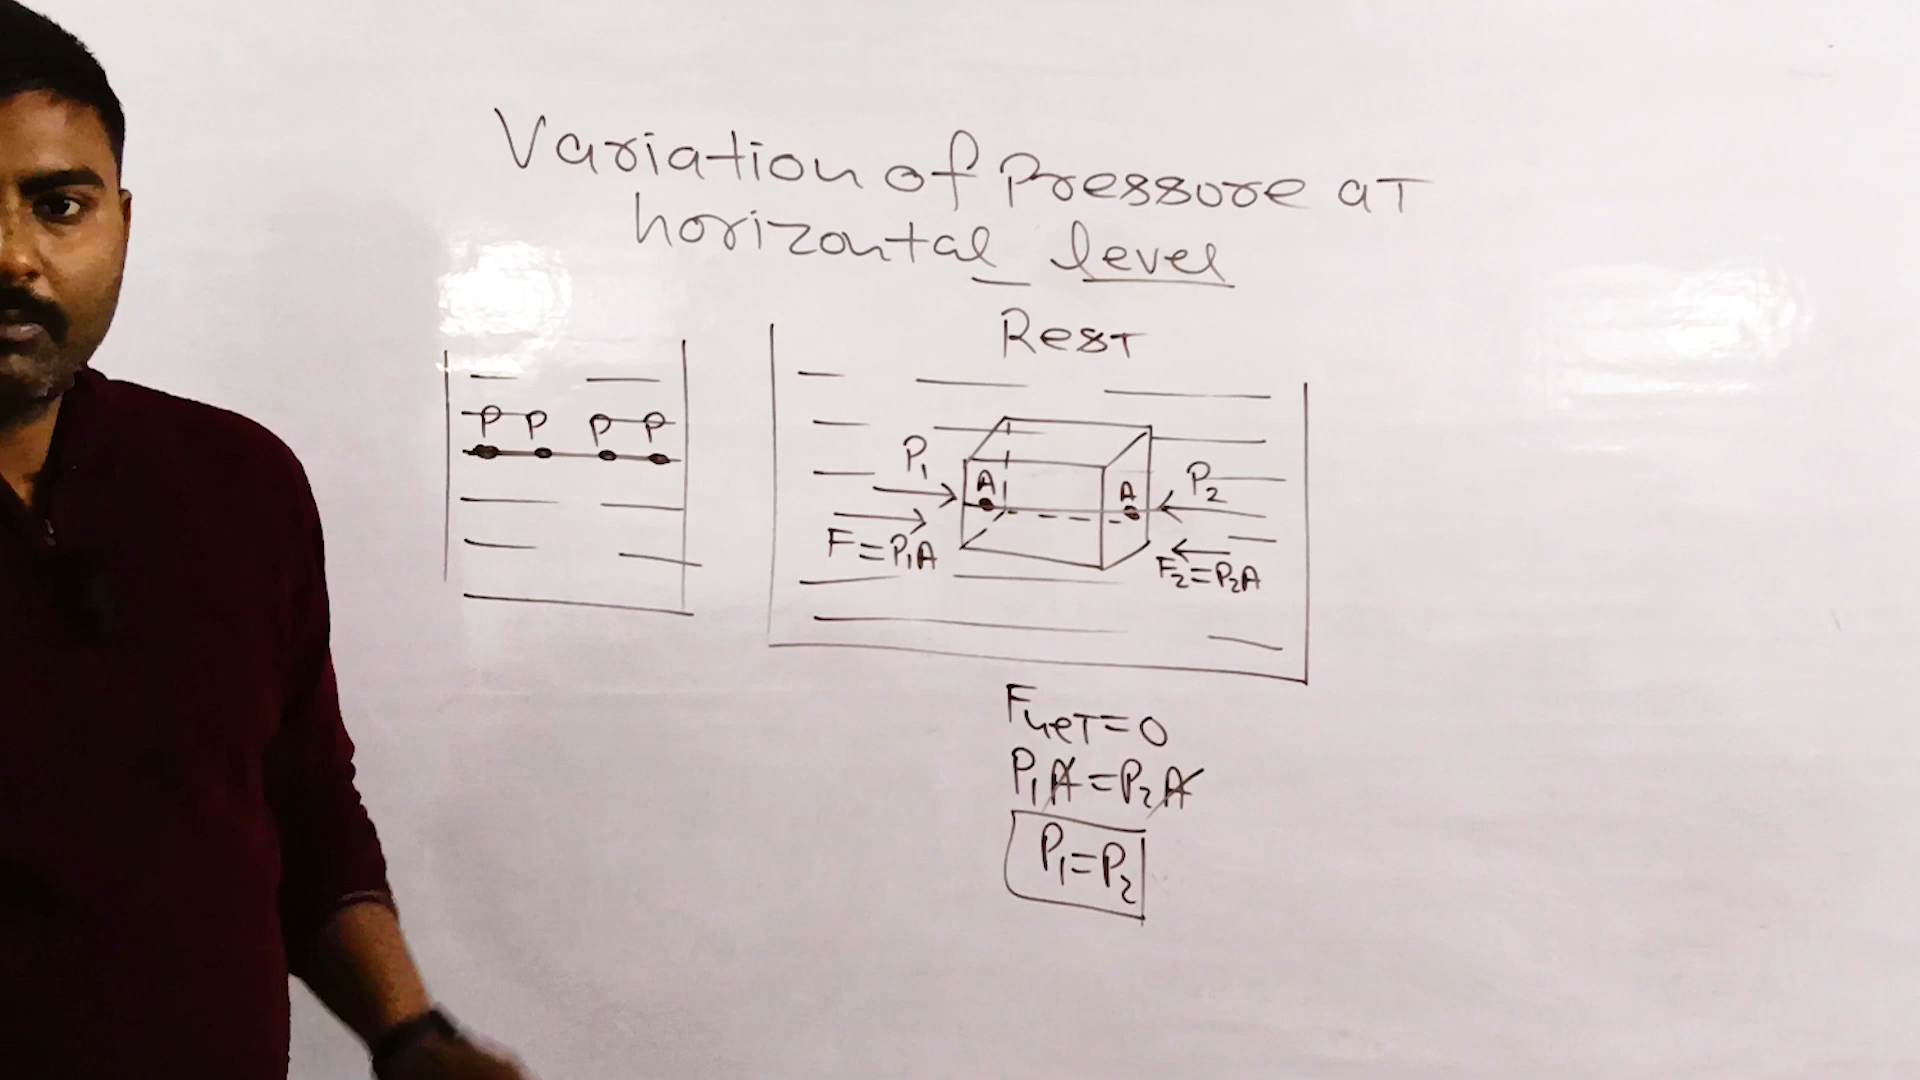 Variation of Pressure at
horizontal level
Rest
P P P P
P₁ A A P₂
F=P₁A F₂=P₂A
Fnet=0
P₁A=P₂A
P₁=P₂